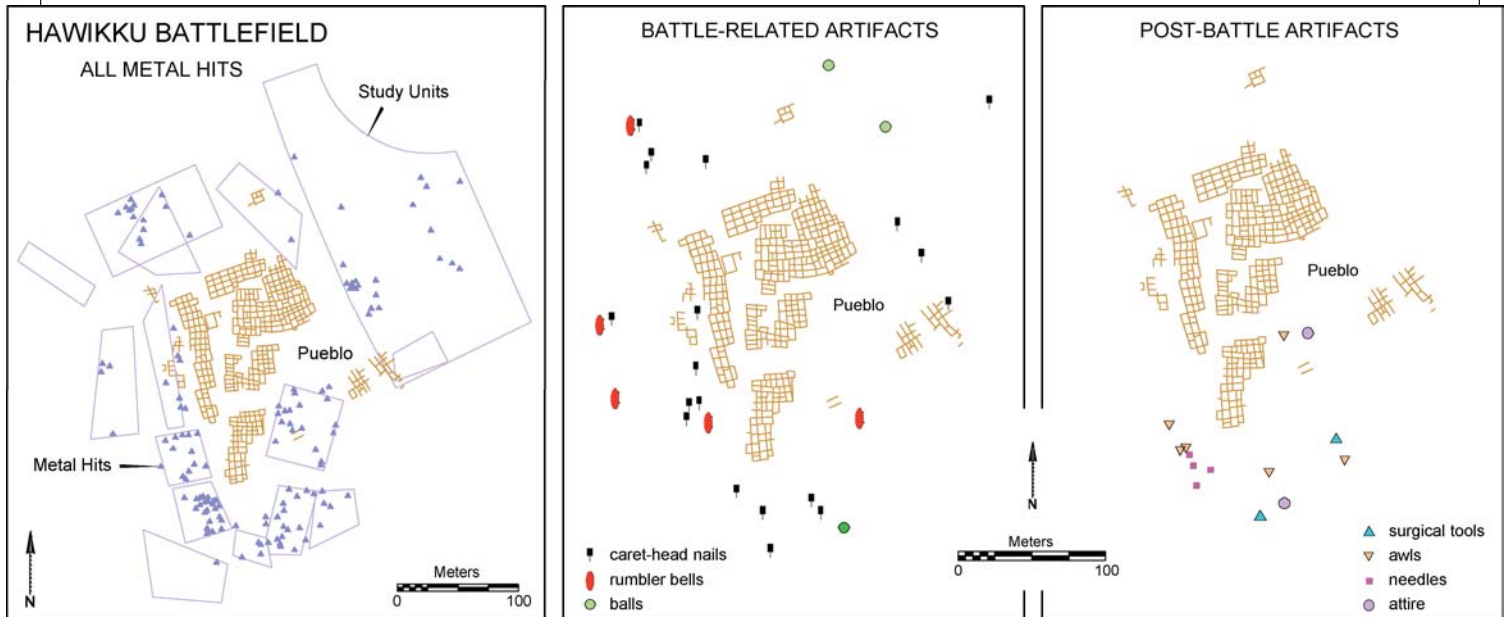 HAWIKKU BATTLEFIELD
ALL METAL HITS
Study Units
Pueblo
Metal Hits
N
Meters
0 100
BATTLE-RELATED ARTIFACTS
Pueblo
caret-head nails
rumbler bells
balls
N
Meters
0 100
POST-BATTLE ARTIFACTS
Pueblo
surgical tools
awls
needles
attire